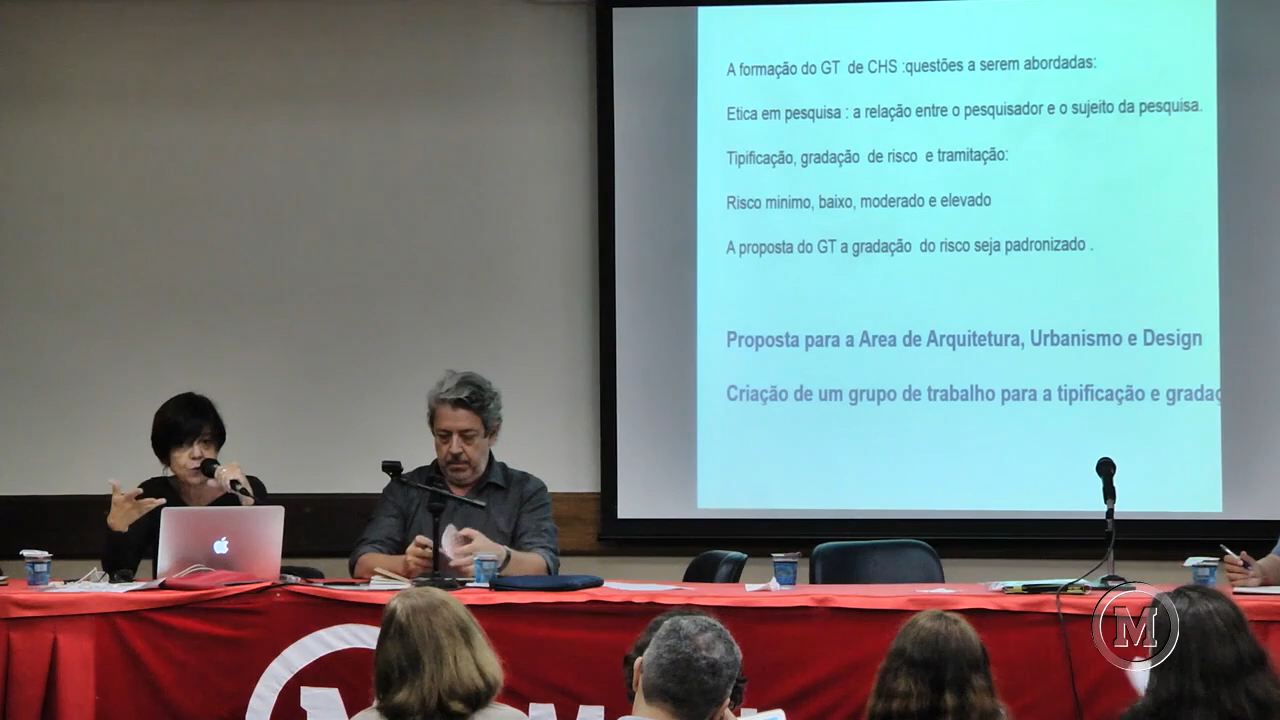 A formação do GT de CHS :questões a serem abordadas:
Etica em pesquisa : a relação entre o pesquisador e o sujeito da pesquisa.
Tipificação, gradação de risco e tramitação:
Risco minimo, baixo, moderado e elevado
A proposta do GT a gradação do risco seja padronizado .
Proposta para a Area de Arquitetura, Urbanismo e Design
Criação de um grupo de trabalho para a tipificação e gradaç
M